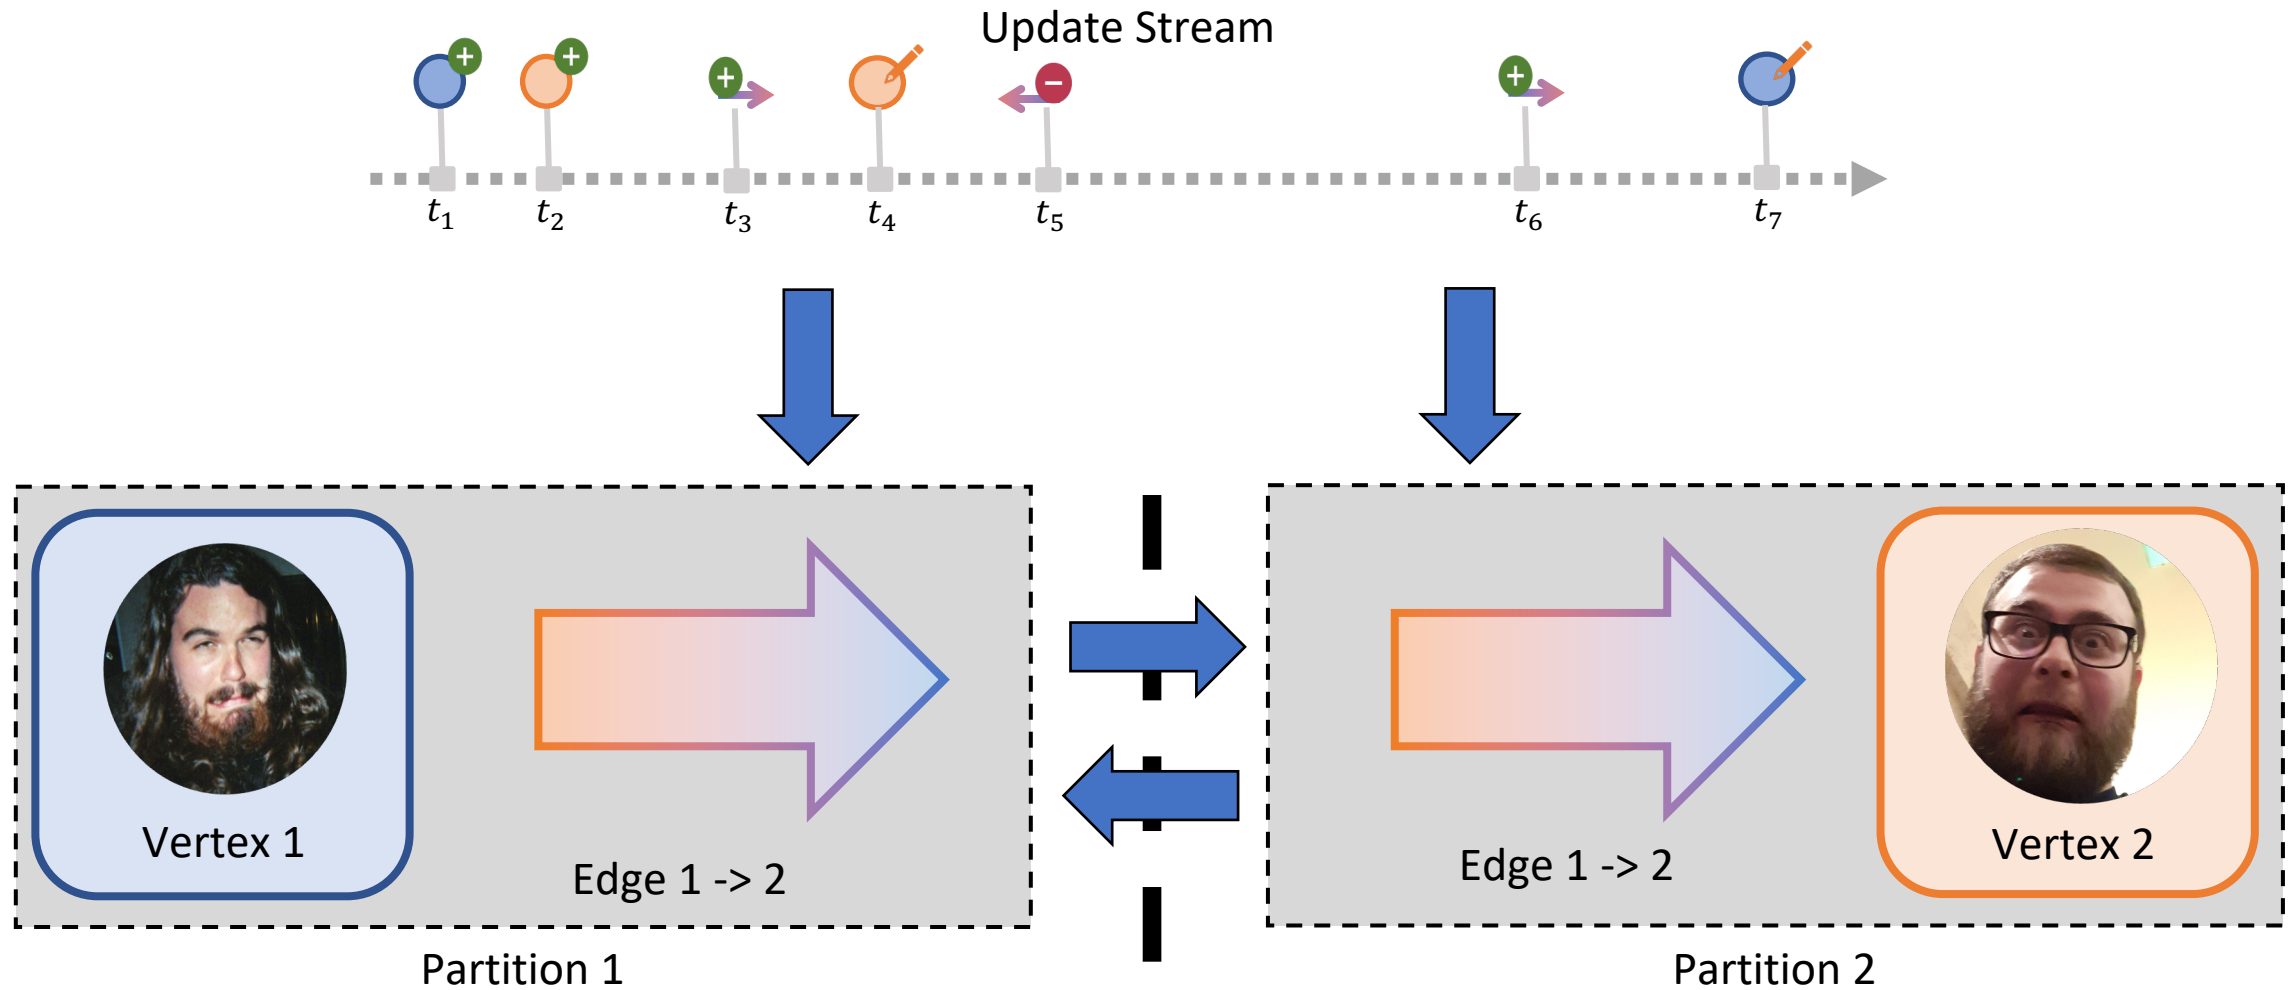 Update Stream
+ + + − +
t₁ t₂ t₃ t₄ t₅ t₆ t₇
Vertex 1
Edge 1 -> 2
Edge 1 -> 2
Vertex 2
Partition 1
Partition 2